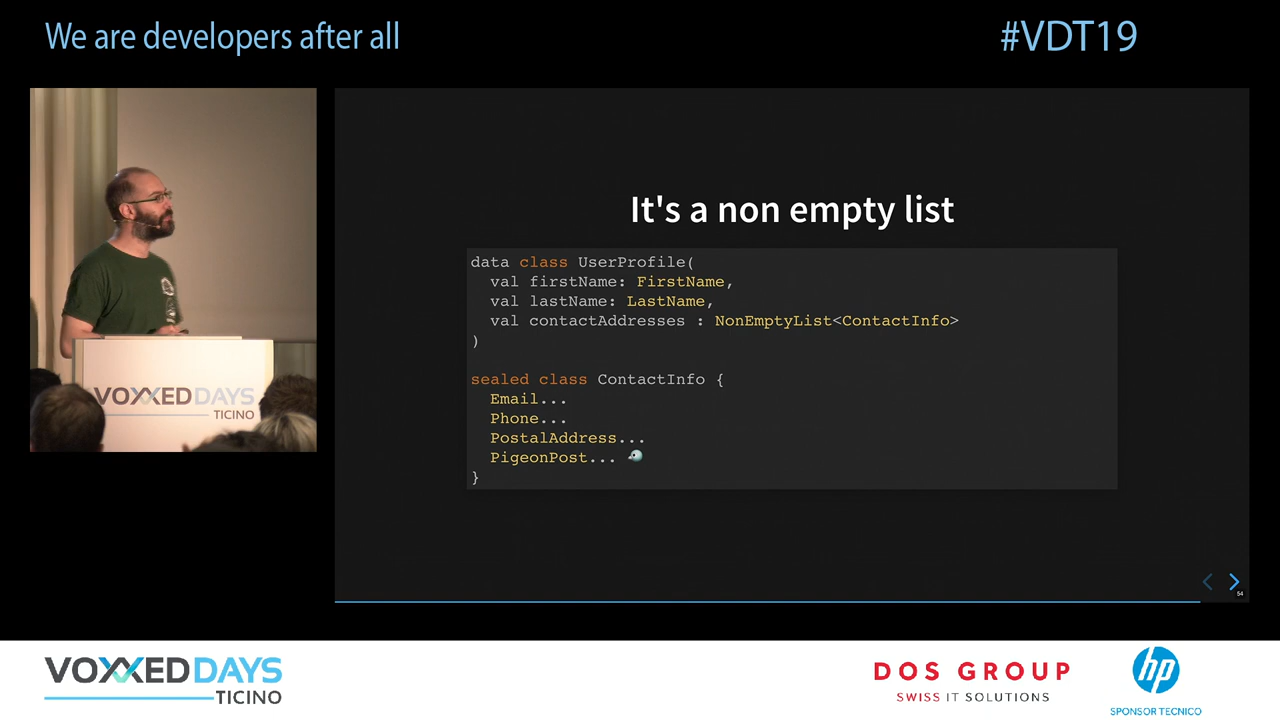 We are developers after all
#VDT19
It's a non empty list
data class UserProfile(
  val firstName: FirstName,
  val lastName: LastName,
  val contactAddresses : NonEmptyList<ContactInfo>
)
sealed class ContactInfo {
  Email...
  Phone...
  PostalAddress...
  PigeonPost...
}
54
VOXXED DAYS
TICINO
VOXXEDDAYS
TICINO
DOS GROUP
SWISS IT SOLUTIONS
hp
SPONSOR TECNICO